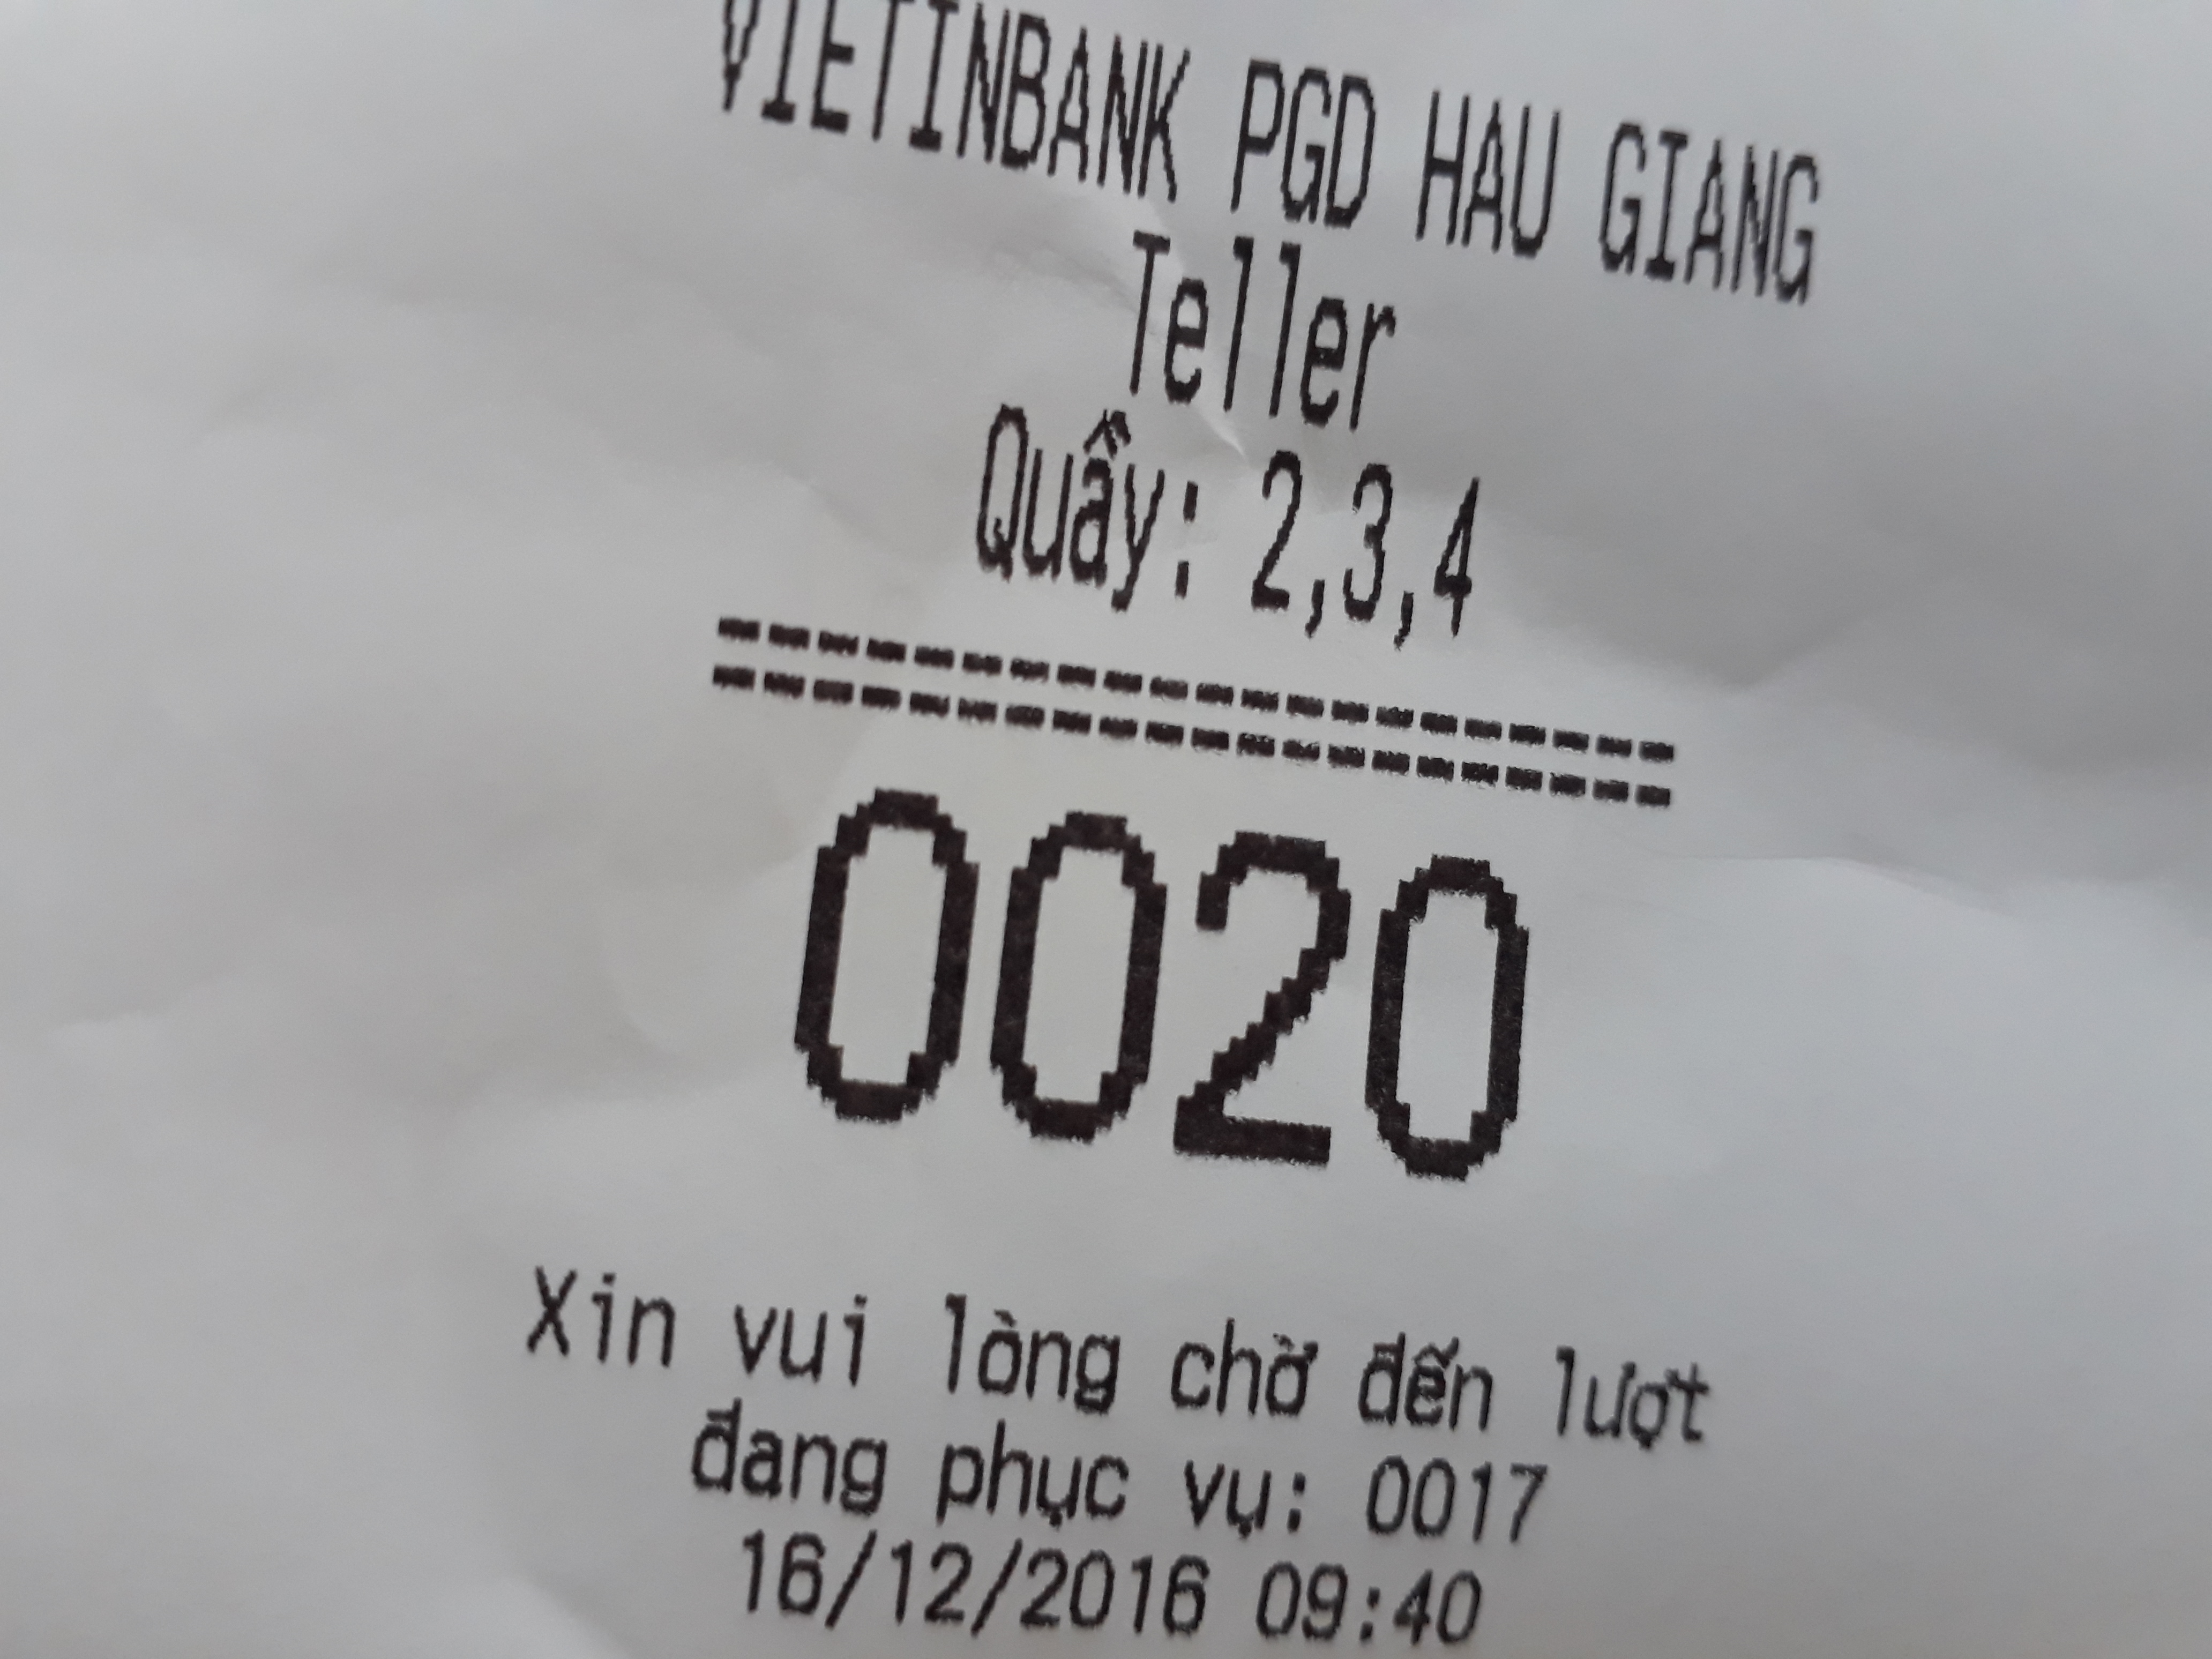 VIETINBANK PGD HAU GIANG
Teller
Quầy: 2,3,4
====================
0020
Xin vui lòng chờ đến lượt
đang phục vụ: 0017
16/12/2016 09:40